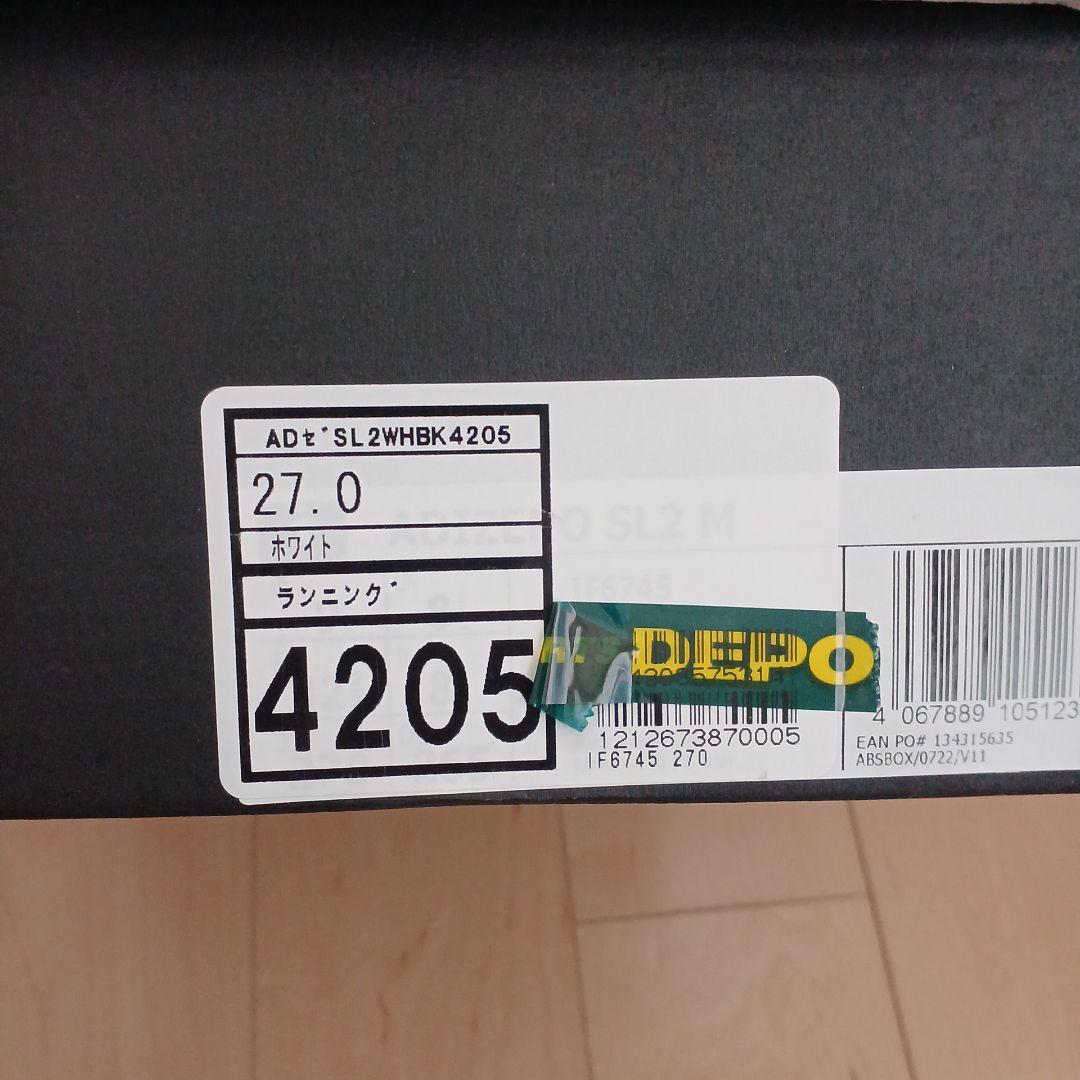 ADｾﾞSL2WHBK4205
27.0
ﾎﾜｲﾄ
ランニング゛
4205
ADIZERO SL2 M
IF6745
DEPO
1212673870005
IF6745 270
4 067889 105123
EAN PO# 134315635
ABSBOX/0722/V11